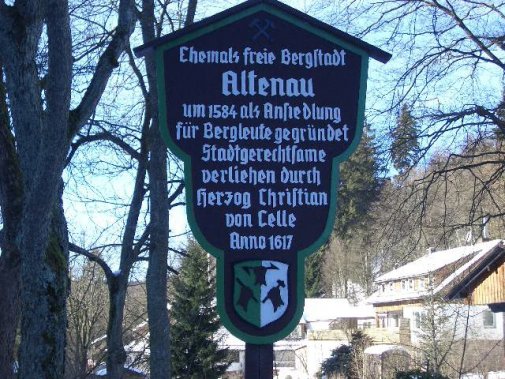 Ehemals freie Bergstadt
Altenau
um 1584 als Ansiedlung
für Bergleute gegründet
Stadtgerechtsame
verliehen durch
Herzog Christian
von Celle
Anno 1617